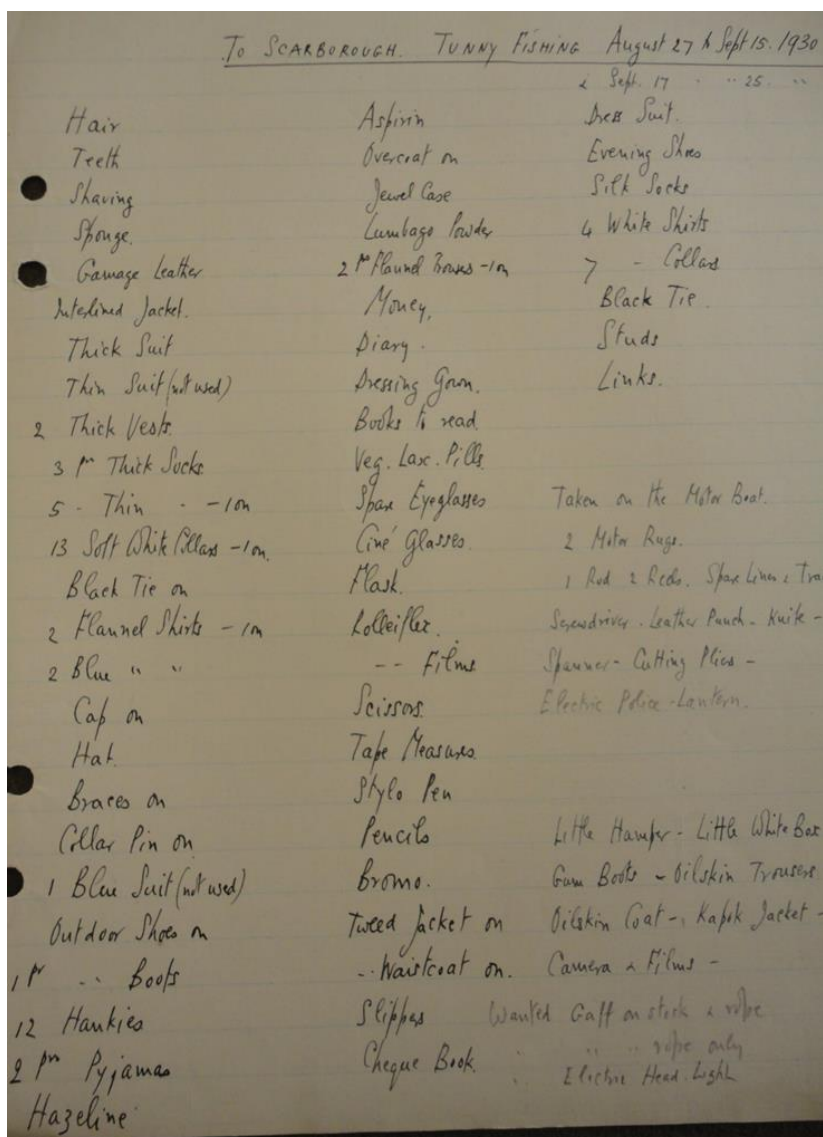 To Scarborough. Tunny Fishing August 27 to Sept 15. 1930
& Sept. 17 " " 25. "
Hair
Teeth
Shaving
Sponge.
Gamage Leather
Interlined Jacket.
Thick Suit
Thin Suit (not used)
2 Thick Vests.
3 pr Thick Socks
5 - Thin - - 1 on
13 Soft White Collars - 1 on.
Black Tie on
2 Flannel Shirts - 1 on
2 Blue " "
Cap on
Hat.
Braces on
Collar Pin on
1 Blue Suit (not used)
Outdoor Shoes on
1 pr " Boots
12 Hankies
2 prs Pyjamas
Hazeline
Aspirin
Overcoat on
Jewel Case
Lumbago Powder
2 pr Flannel Trousers - 1 on
Money,
Diary.
Dressing Gown.
Books to read.
Veg. Lax. Pills.
Spare Eyeglasses
Ciné Glasses.
Flask.
Rolleiflex.
-- Films
Scissors.
Tape Measures.
Stylo Pen
Pencils
Bromo.
Tweed Jacket on
-- Waistcoat on.
Slippers
Cheque Book.
Dress Suit.
Evening Shoes
Silk Socks
4 White Shirts
7 - Collars
Black Tie.
Studs
Links.
Taken on the Motor Boat.
2 Motor Rugs.
1 Rod 2 Reels. Spare Lines & Tra
Screwdriver - Leather Punch - Knife -
Spanner - Cutting Pliers -
Electric Police-Lantern.
Little Hamper - Little White Box
Gum Boots - Oilskin Trousers
Oilskin Coat - Kapok Jacket -
Camera & Films -
Wanted Gaff on stick & rope
" " " rope only
" Electric Head-Light